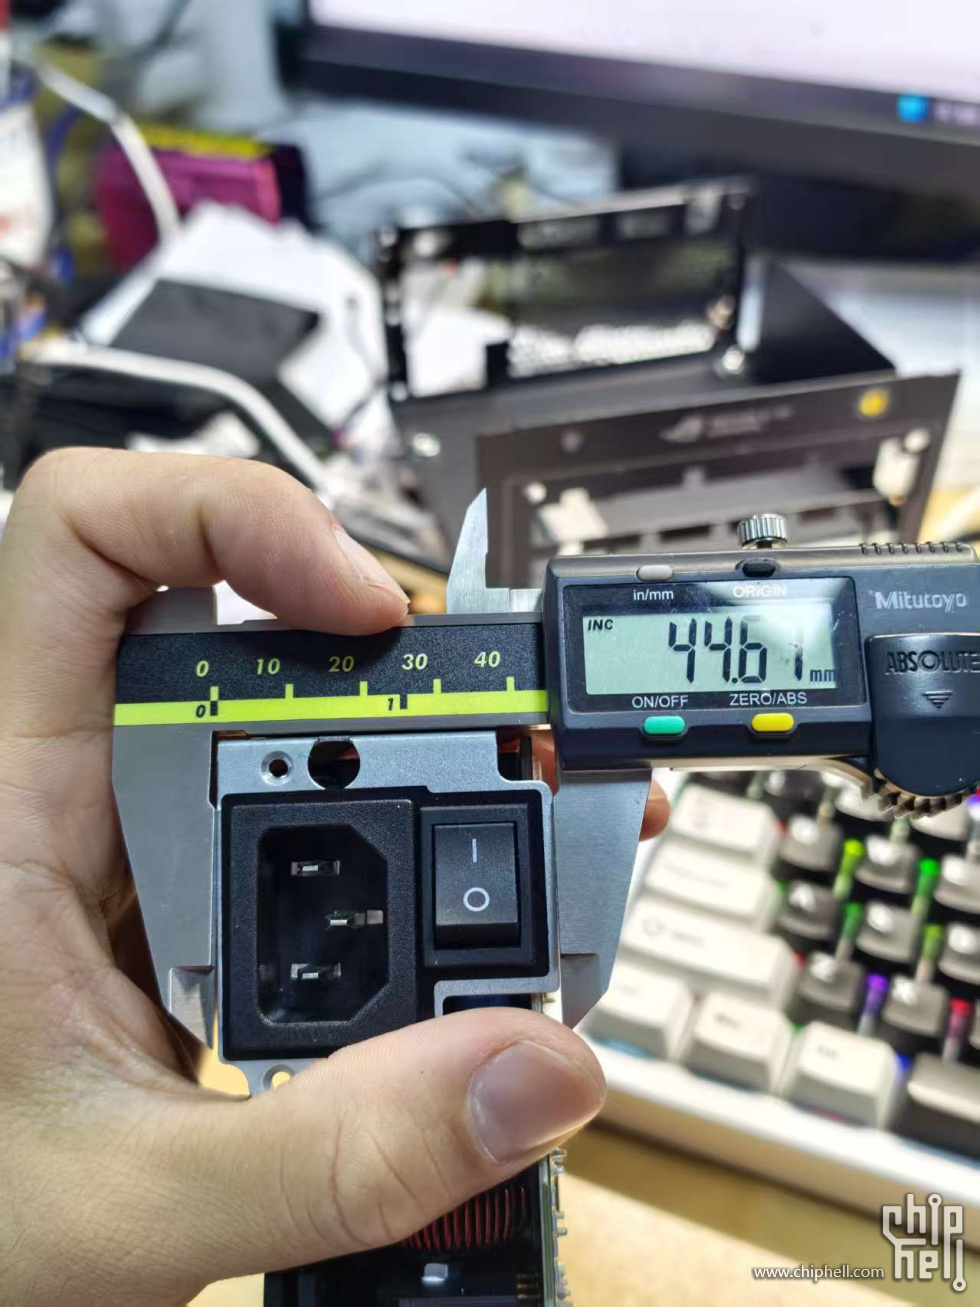 in/mm
ORIGIN
Mitutoyo
INC
44.61 mm
ABSOLUTE
ON/OFF
ZERO/ABS
0 10 20 30 40
0 1
I
O
chip
hell
www.chiphell.com